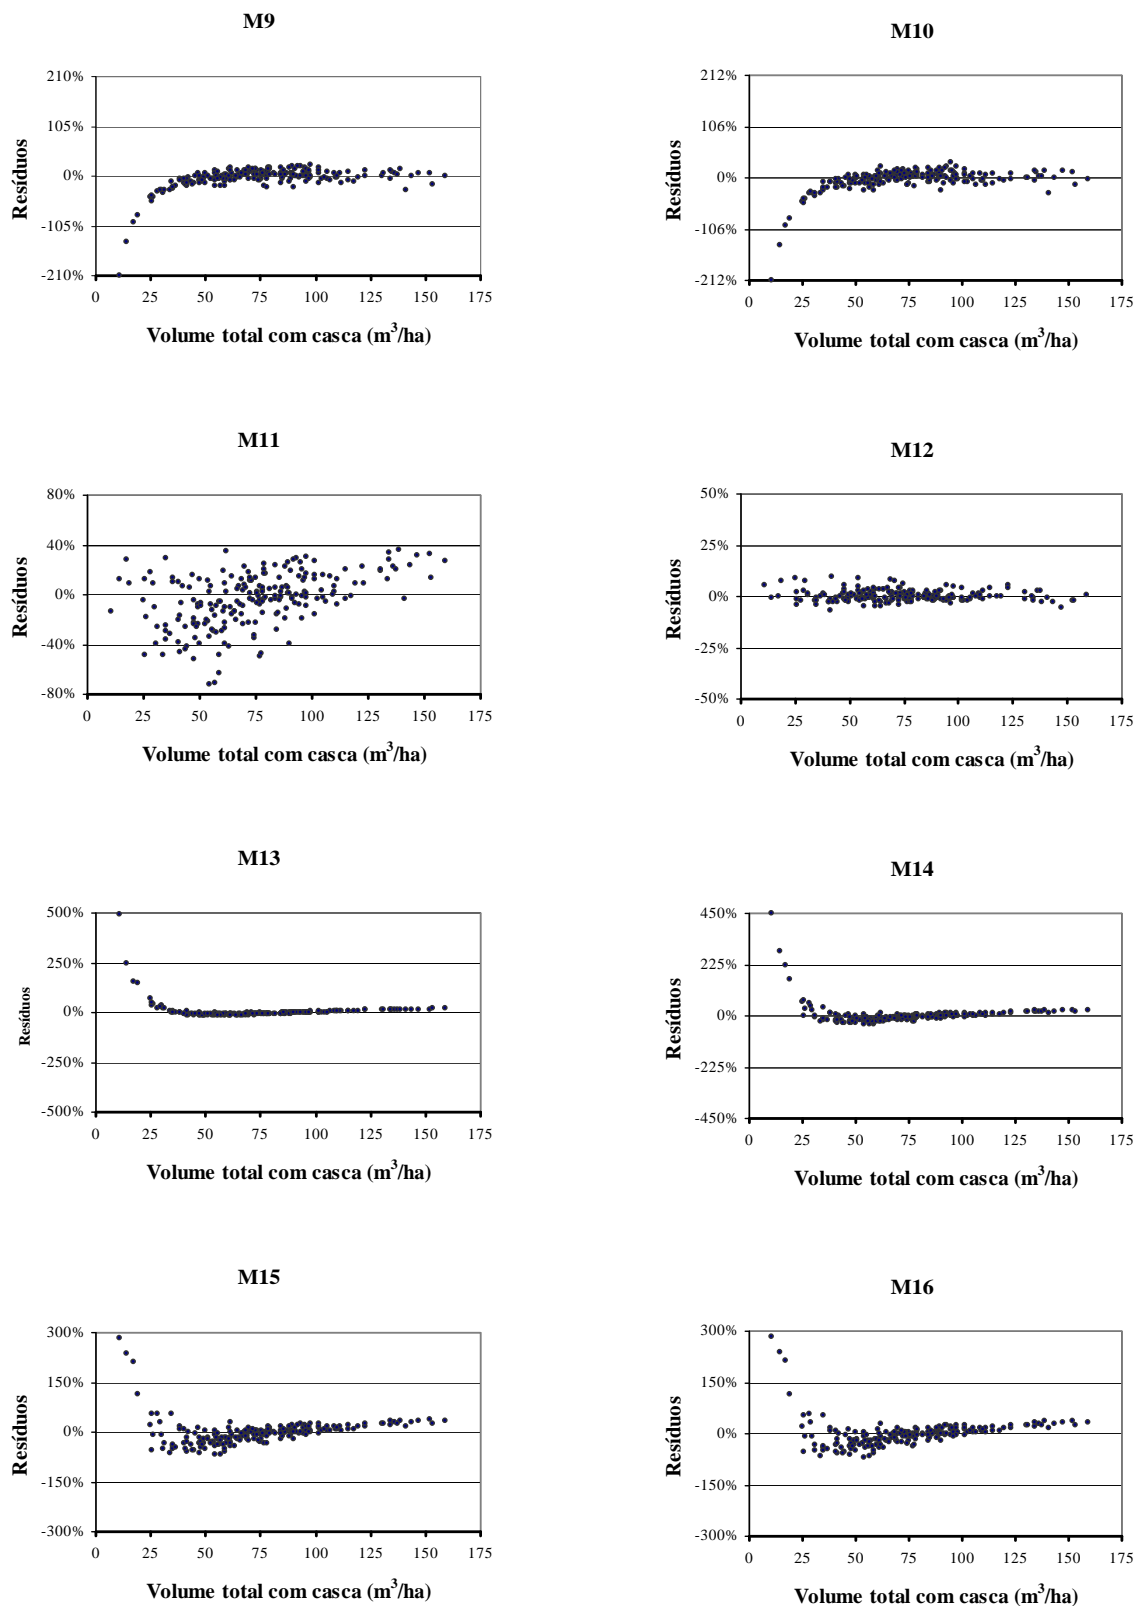 M9
210%
105%
0%
-105%
-210%
0 25 50 75 100 125 150 175
Resíduos
Volume total com casca (m³/ha)
M10
212%
106%
0%
-106%
-212%
0 25 50 75 100 125 150 175
Resíduos
Volume total com casca (m³/ha)
M11
80%
40%
0%
-40%
-80%
0 25 50 75 100 125 150 175
Resíduos
Volume total com casca (m³/ha)
M12
50%
25%
0%
-25%
-50%
0 25 50 75 100 125 150 175
Resíduos
Volume total com casca (m³/ha)
M13
500%
250%
0%
-250%
-500%
0 25 50 75 100 125 150 175
Resíduos
Volume total com casca (m³/ha)
M14
450%
225%
0%
-225%
-450%
0 25 50 75 100 125 150 175
Resíduos
Volume total com casca (m³/ha)
M15
300%
150%
0%
-150%
-300%
0 25 50 75 100 125 150 175
Resíduos
Volume total com casca (m³/ha)
M16
300%
150%
0%
-150%
-300%
0 25 50 75 100 125 150 175
Resíduos
Volume total com casca (m³/ha)